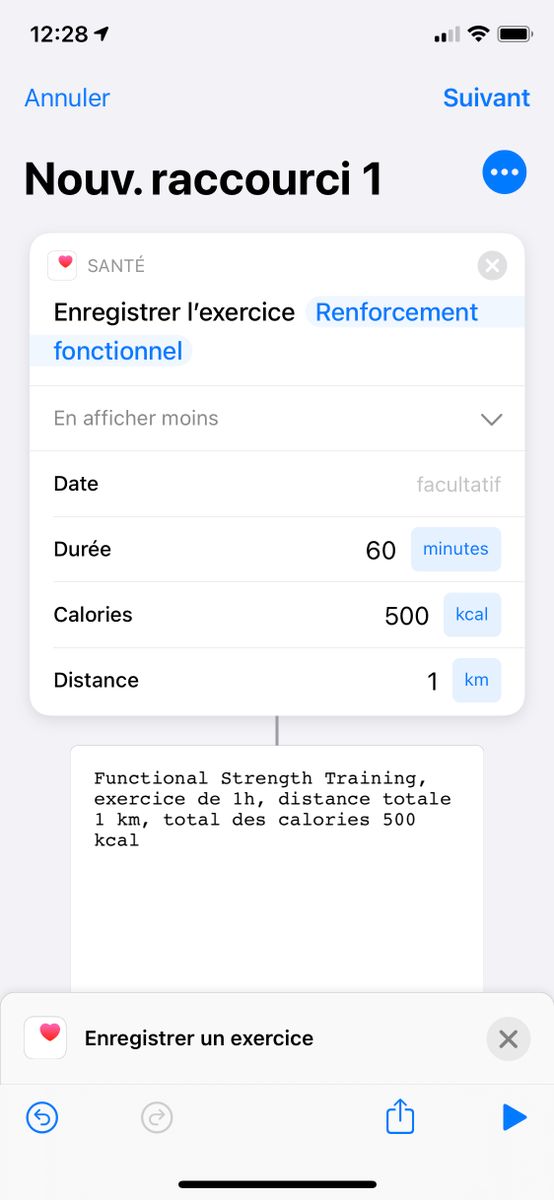 12:28
Annuler
Suivant
Nouv. raccourci 1
SANTÉ
Enregistrer l’exercice Renforcement
fonctionnel
En afficher moins
Date facultatif
Durée 60 minutes
Calories 500 kcal
Distance 1 km
Functional Strength Training,
exercice de 1h, distance totale
1 km, total des calories 500
kcal
Enregistrer un exercice